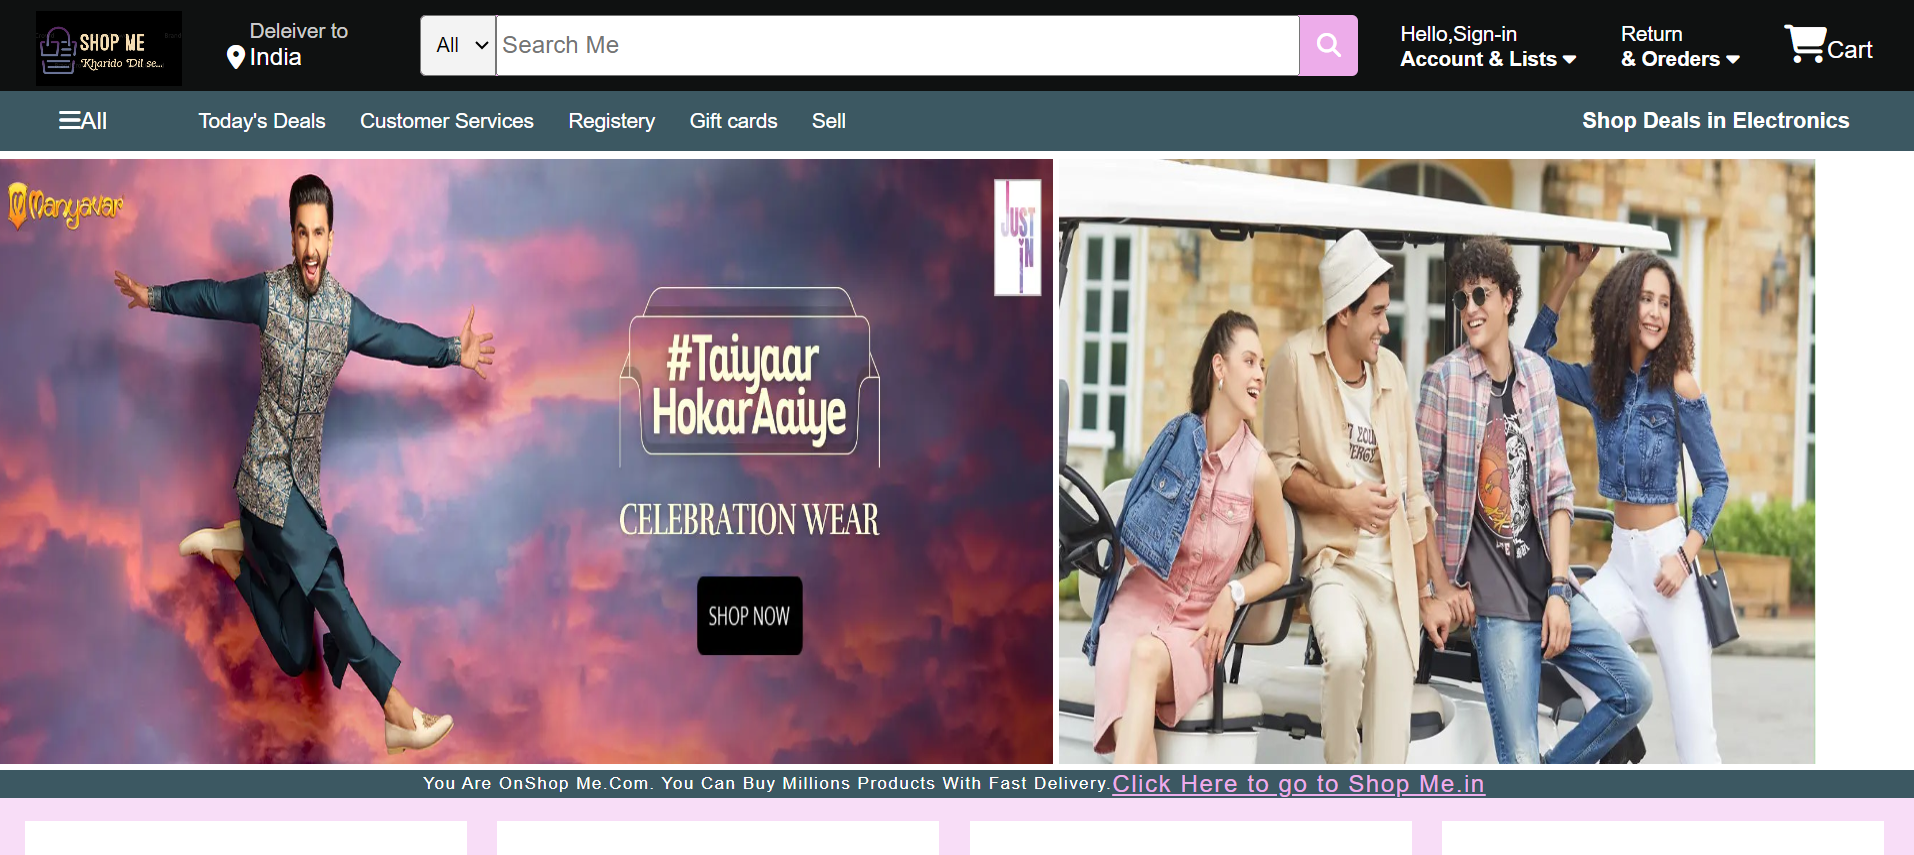 SHOP ME
Kharido Dil se...
Deleiver to
India
All
Search Me
Hello,Sign-in
Account & Lists
Return
& Oreders
Cart
All
Today's Deals
Customer Services
Registery
Gift cards
Sell
Shop Deals in Electronics
Manyavar
JUST
iN
#Taiyaar
HokarAaiye
CELEBRATION WEAR
SHOP NOW
You Are OnShop Me.Com. You Can Buy Millions Products With Fast Delivery.Click Here to go to Shop Me.in